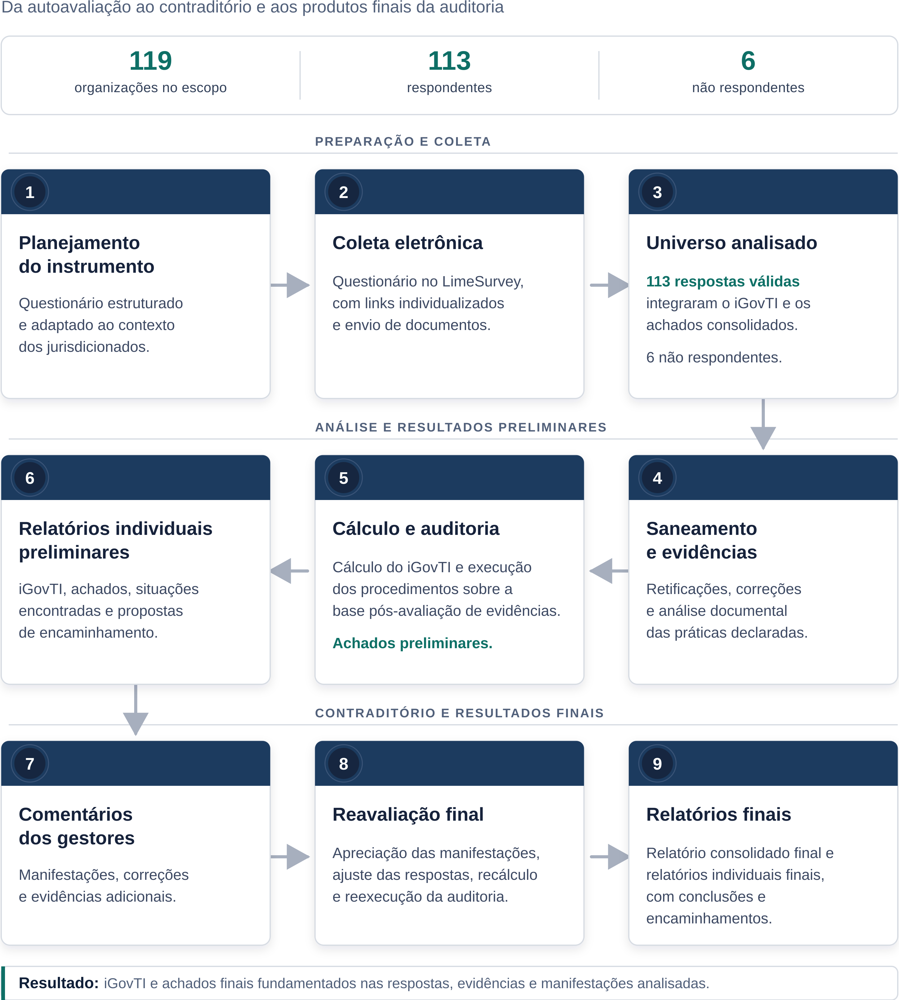 Da autoavaliação ao contraditório e aos produtos finais da auditoria
119
organizações no escopo
113
respondentes
6
não respondentes
PREPARAÇÃO E COLETA
1
Planejamento
do instrumento
Questionário estruturado
e adaptado ao contexto
dos jurisdicionados.
2
Coleta eletrônica
Questionário no LimeSurvey,
com links individualizados
e envio de documentos.
3
Universo analisado
113 respostas válidas
integraram o iGovTI e os
achados consolidados.
6 não respondentes.
ANÁLISE E RESULTADOS PRELIMINARES
4
Saneamento
e evidências
Retificações, correções
e análise documental
das práticas declaradas.
5
Cálculo e auditoria
Cálculo do iGovTI e execução
dos procedimentos sobre a
base pós-avaliação de evidências.
Achados preliminares.
6
Relatórios individuais
preliminares
iGovTI, achados, situações
encontradas e propostas
de encaminhamento.
CONTRADITÓRIO E RESULTADOS FINAIS
7
Comentários
dos gestores
Manifestações, correções
e evidências adicionais.
8
Reavaliação final
Apreciação das manifestações,
ajuste das respostas, recálculo
e reexecução da auditoria.
9
Relatórios finais
Relatório consolidado final e
relatórios individuais finais,
com conclusões e
encaminhamentos.
Resultado: iGovTI e achados finais fundamentados nas respostas, evidências e manifestações analisadas.